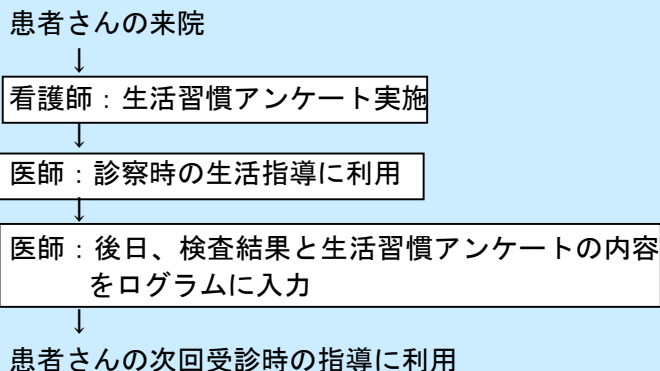 患者さんの来院
↓
看護師：生活習慣アンケート実施
↓
医師：診察時の生活指導に利用
↓
医師：後日、検査結果と生活習慣アンケートの内容
をログラムに入力
↓
患者さんの次回受診時の指導に利用